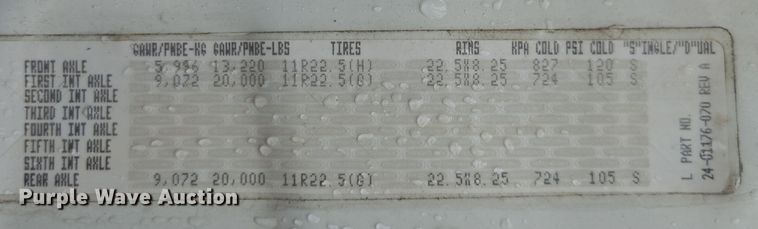 GAWR/PNBE-KG GAWR/PNBE-LBS TIRES RIMS KPA COLD PSI COLD "S"INGLE/"D"UAL
FRONT AXLE 5,996 13,220 11R22.5(H) 22.5X8.25 827 120 S
FIRST INT AXLE 9,072 20,000 11R22.5(G) 22.5X8.25 724 105 S
SECOND INT AXLE
THIRD INT AXLE
FOURTH INT AXLE
FIFTH INT AXLE
SIXTH INT AXLE
REAR AXLE 9,072 20,000 11R22.5(G) 22.5X8.25 724 105 S
L PART NO.
24-01176-070 REV A
Purple Wave Auction